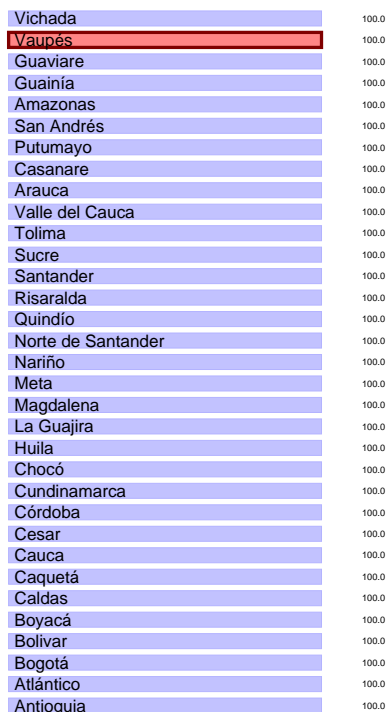 Vichada 100.0
Vaupés 100.0
Guaviare 100.0
Guainía 100.0
Amazonas 100.0
San Andrés 100.0
Putumayo 100.0
Casanare 100.0
Arauca 100.0
Valle del Cauca 100.0
Tolima 100.0
Sucre 100.0
Santander 100.0
Risaralda 100.0
Quindío 100.0
Norte de Santander 100.0
Nariño 100.0
Meta 100.0
Magdalena 100.0
La Guajira 100.0
Huila 100.0
Chocó 100.0
Cundinamarca 100.0
Córdoba 100.0
Cesar 100.0
Cauca 100.0
Caquetá 100.0
Caldas 100.0
Boyacá 100.0
Bolivar 100.0
Bogotá 100.0
Atlántico 100.0
Antioquia 100.0